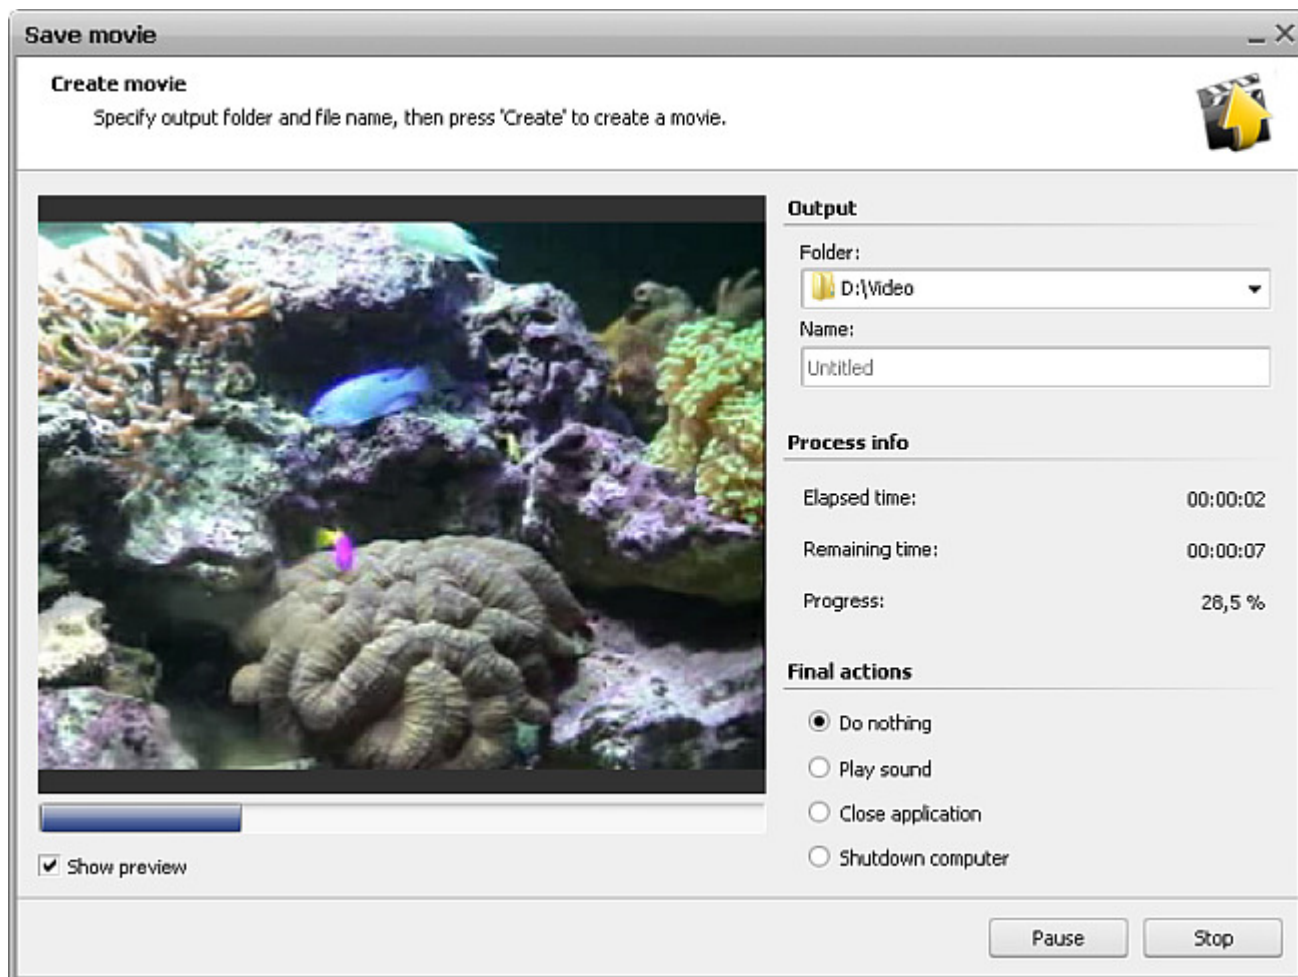 Save movie
Create movie
Specify output folder and file name, then press 'Create' to create a movie.
Output
Folder:
D:\Video
Name:
Untitled
Process info
Elapsed time: 00:00:02
Remaining time: 00:00:07
Progress: 28,5 %
Final actions
Do nothing
Play sound
Close application
Shutdown computer
Show preview
Pause Stop